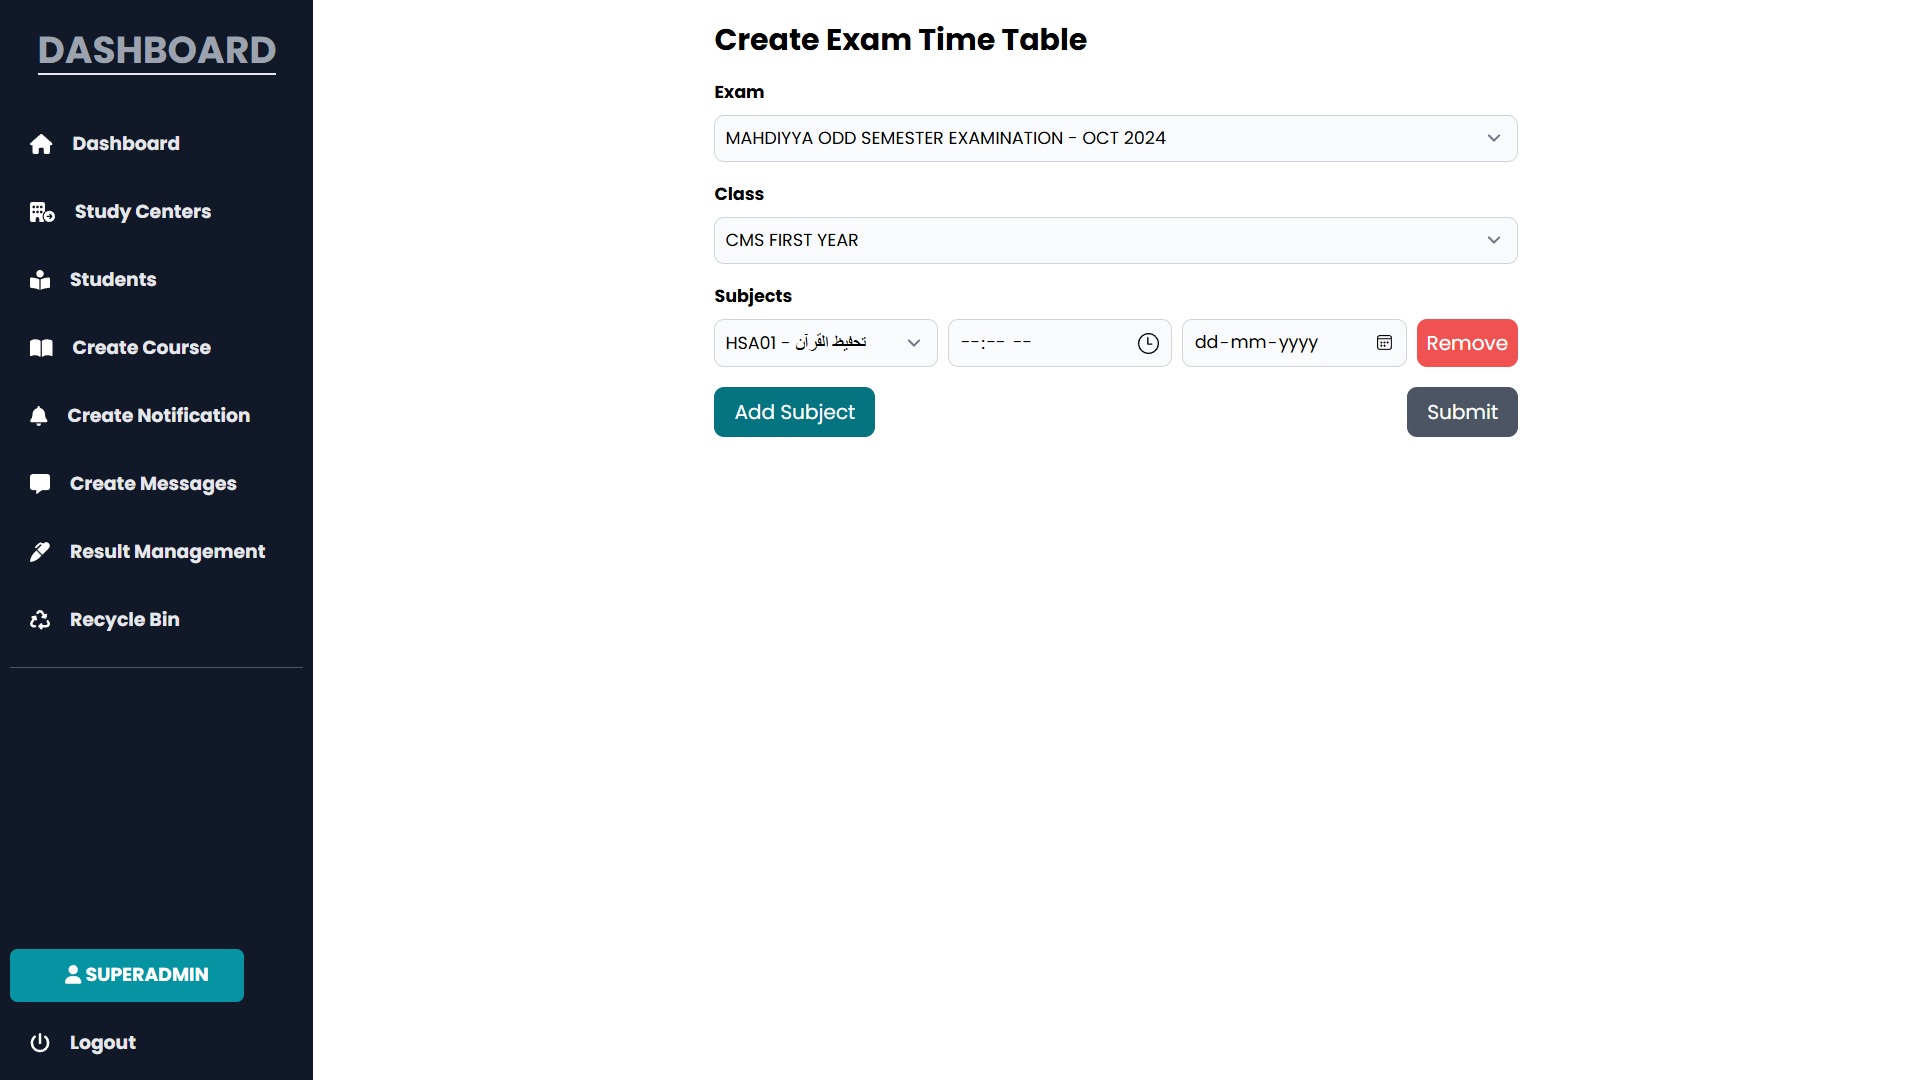 DASHBOARD
Dashboard
Study Centers
Students
Create Course
Create Notification
Create Messages
Result Management
Recycle Bin
SUPERADMIN
Logout
Create Exam Time Table
Exam
MAHDIYYA ODD SEMESTER EXAMINATION - OCT 2024
Class
CMS FIRST YEAR
Subjects
HSA01 - تحفيظ القرآن
--:-- --
dd-mm-yyyy
Remove
Add Subject
Submit